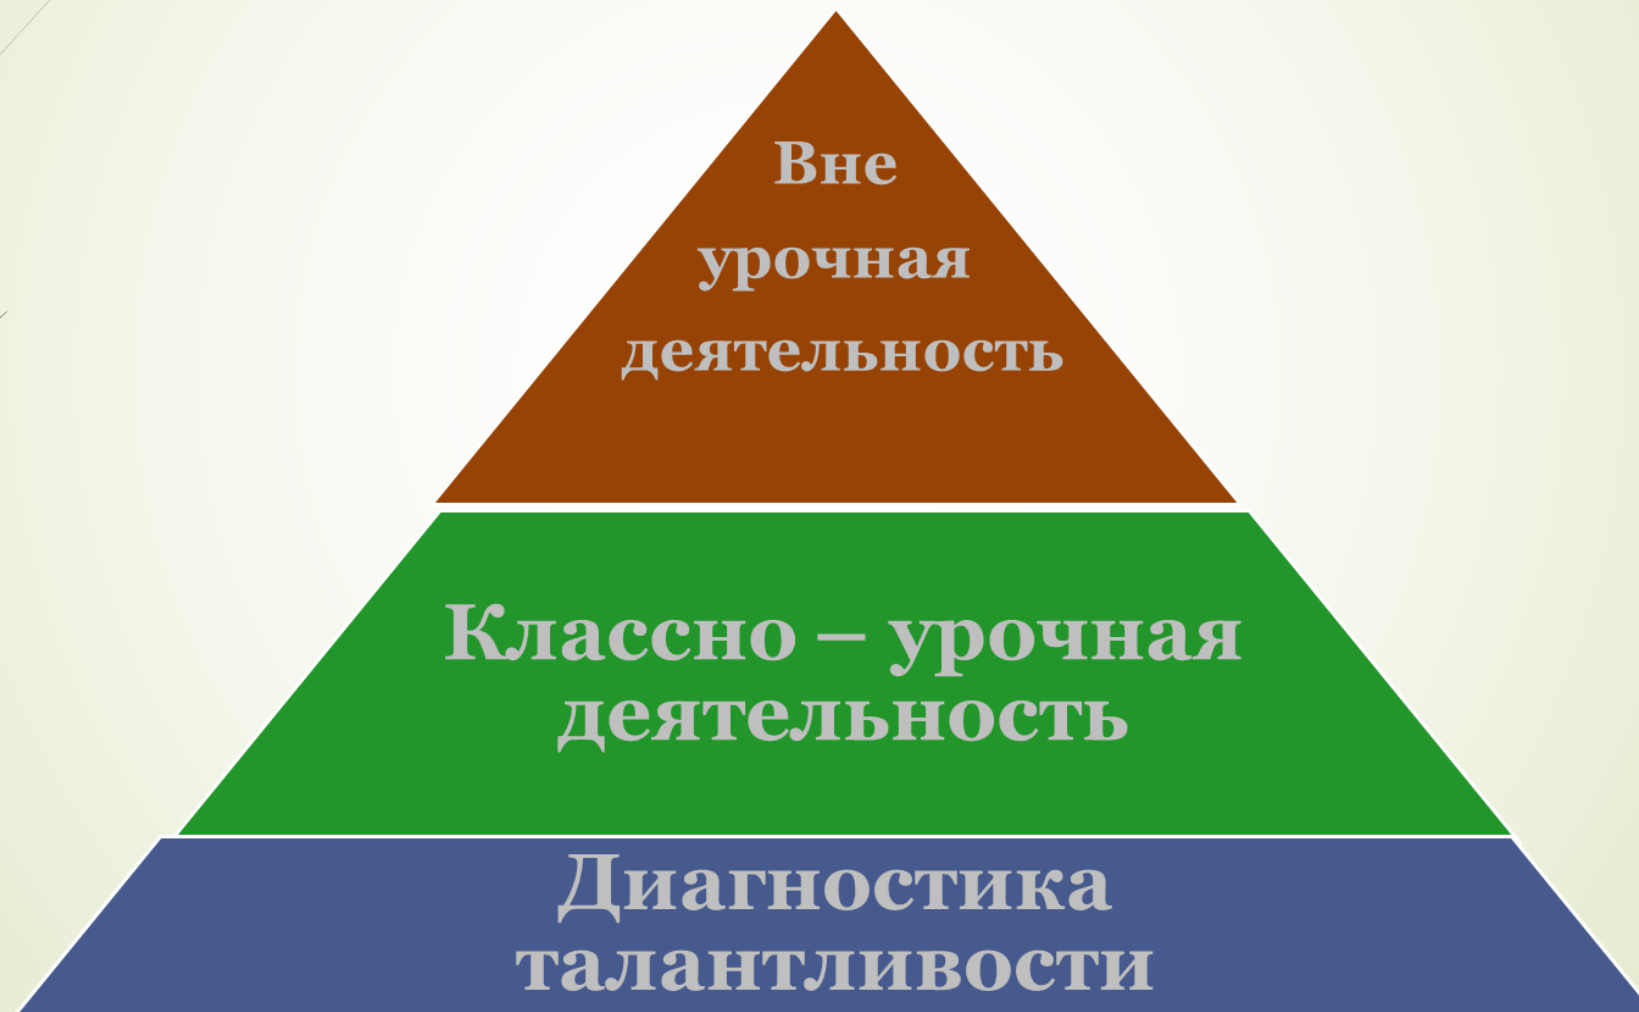 Вне
урочная
деятельность
Классно – урочная
деятельность
Диагностика
талантливости